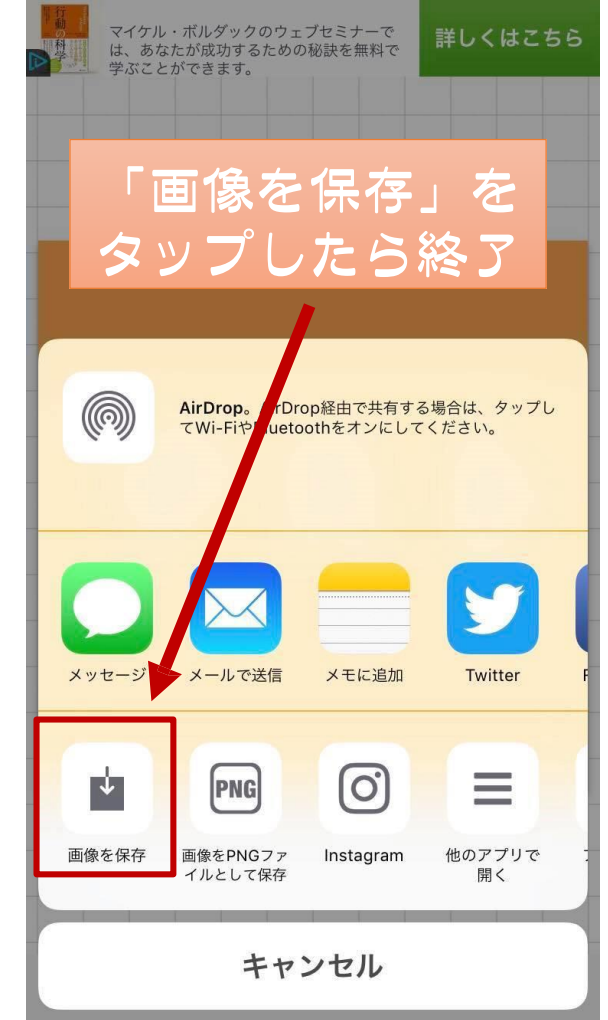 行動の科学
マイケル・ボルダックのウェブセミナーで
は、あなたが成功するための秘訣を無料で
学ぶことができます。
詳しくはこちら
「画像を保存」を
タップしたら終了
AirDrop。AirDrop経由で共有する場合は、タップし
てWi-FiやBluetoothをオンにしてください。
メッセージ
メールで送信
メモに追加
Twitter
F
PNG
画像を保存
画像をPNGファ
イルとして保存
Instagram
他のアプリで
開く
キャンセル